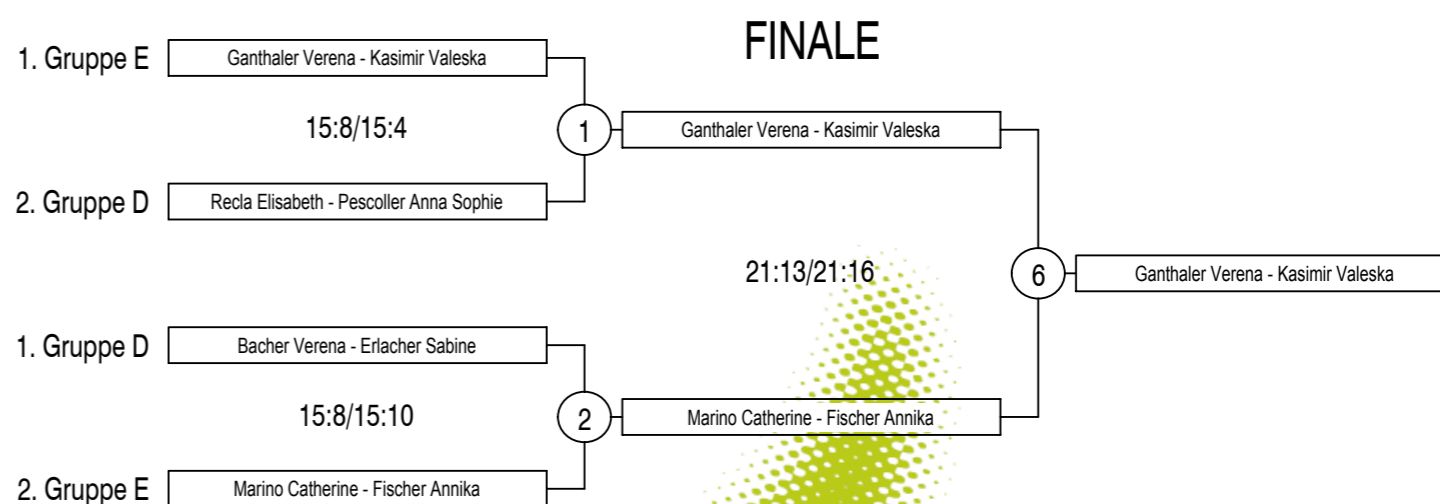 FINALE
1. Gruppe E
Ganthaler Verena - Kasimir Valeska
15:8/15:4
1
Ganthaler Verena - Kasimir Valeska
2. Gruppe D
Recla Elisabeth - Pescoller Anna Sophie
21:13/21:16
6
Ganthaler Verena - Kasimir Valeska
1. Gruppe D
Bacher Verena - Erlacher Sabine
15:8/15:10
2
Marino Catherine - Fischer Annika
2. Gruppe E
Marino Catherine - Fischer Annika